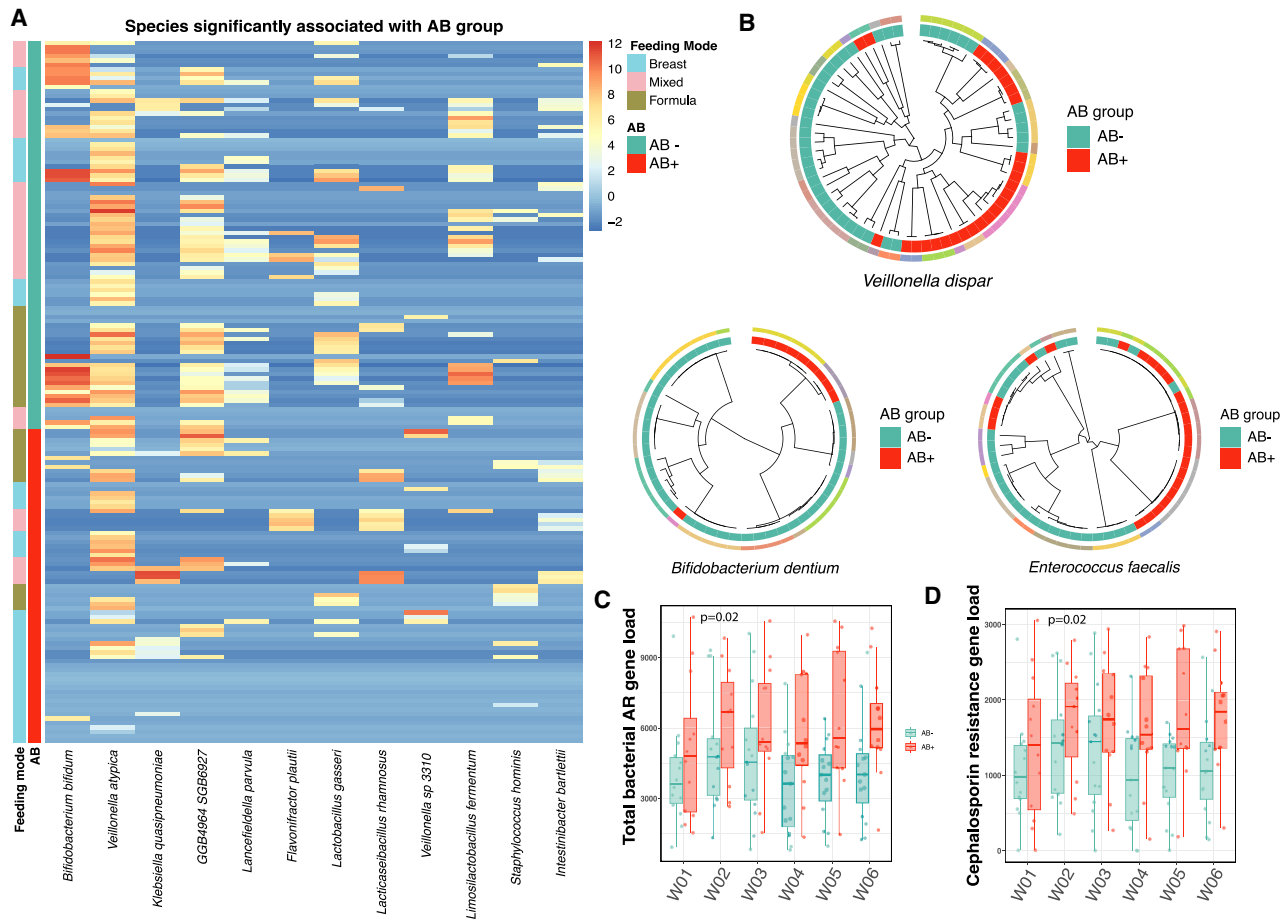 A
Species significantly associated with AB group
12
10
8
6
4
2
0
−2
Feeding Mode
Breast
Mixed
Formula
AB
AB -
AB+
Feeding mode
AB
Bifidobacterium bifidum
Veillonella atypica
Klebsiella quasipneumoniae
GGB4964 SGB6927
Lancefieldella parvula
Flavonifractor plautii
Lactobacillus gasseri
Lacticaseibacillus rhamnosus
Veillonella sp 3310
Limosilactobacillus fermentum
Staphylococcus hominis
Intestinibacter bartlettii
B
AB group
AB-
AB+
Veillonella dispar
AB group
AB-
AB+
Bifidobacterium dentium
AB group
AB-
AB+
Enterococcus faecalis
C
Total bacterial AR gene load
p=0.02
9000
6000
3000
W01
W02
W03
W04
W05
W06
AB-
AB+
D
Cephalosporin resistance gene load
p=0.02
3000
2000
1000
0
W01
W02
W03
W04
W05
W06